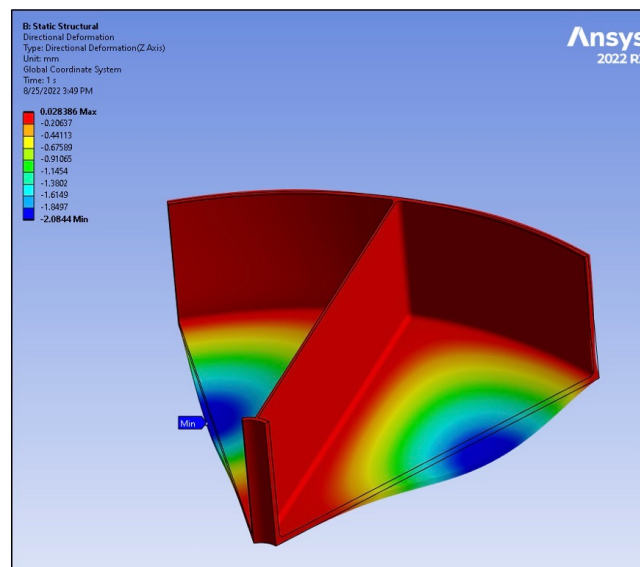 B: Static Structural
Directional Deformation
Type: Directional Deformation(Z Axis)
Unit: mm
Global Coordinate System
Time: 1 s
8/25/2022 3:49 PM
0.028386 Max
-0.20637
-0.44113
-0.67589
-0.91065
-1.1454
-1.3802
-1.6149
-1.8497
-2.0844 Min
Ansys
2022 R
Min